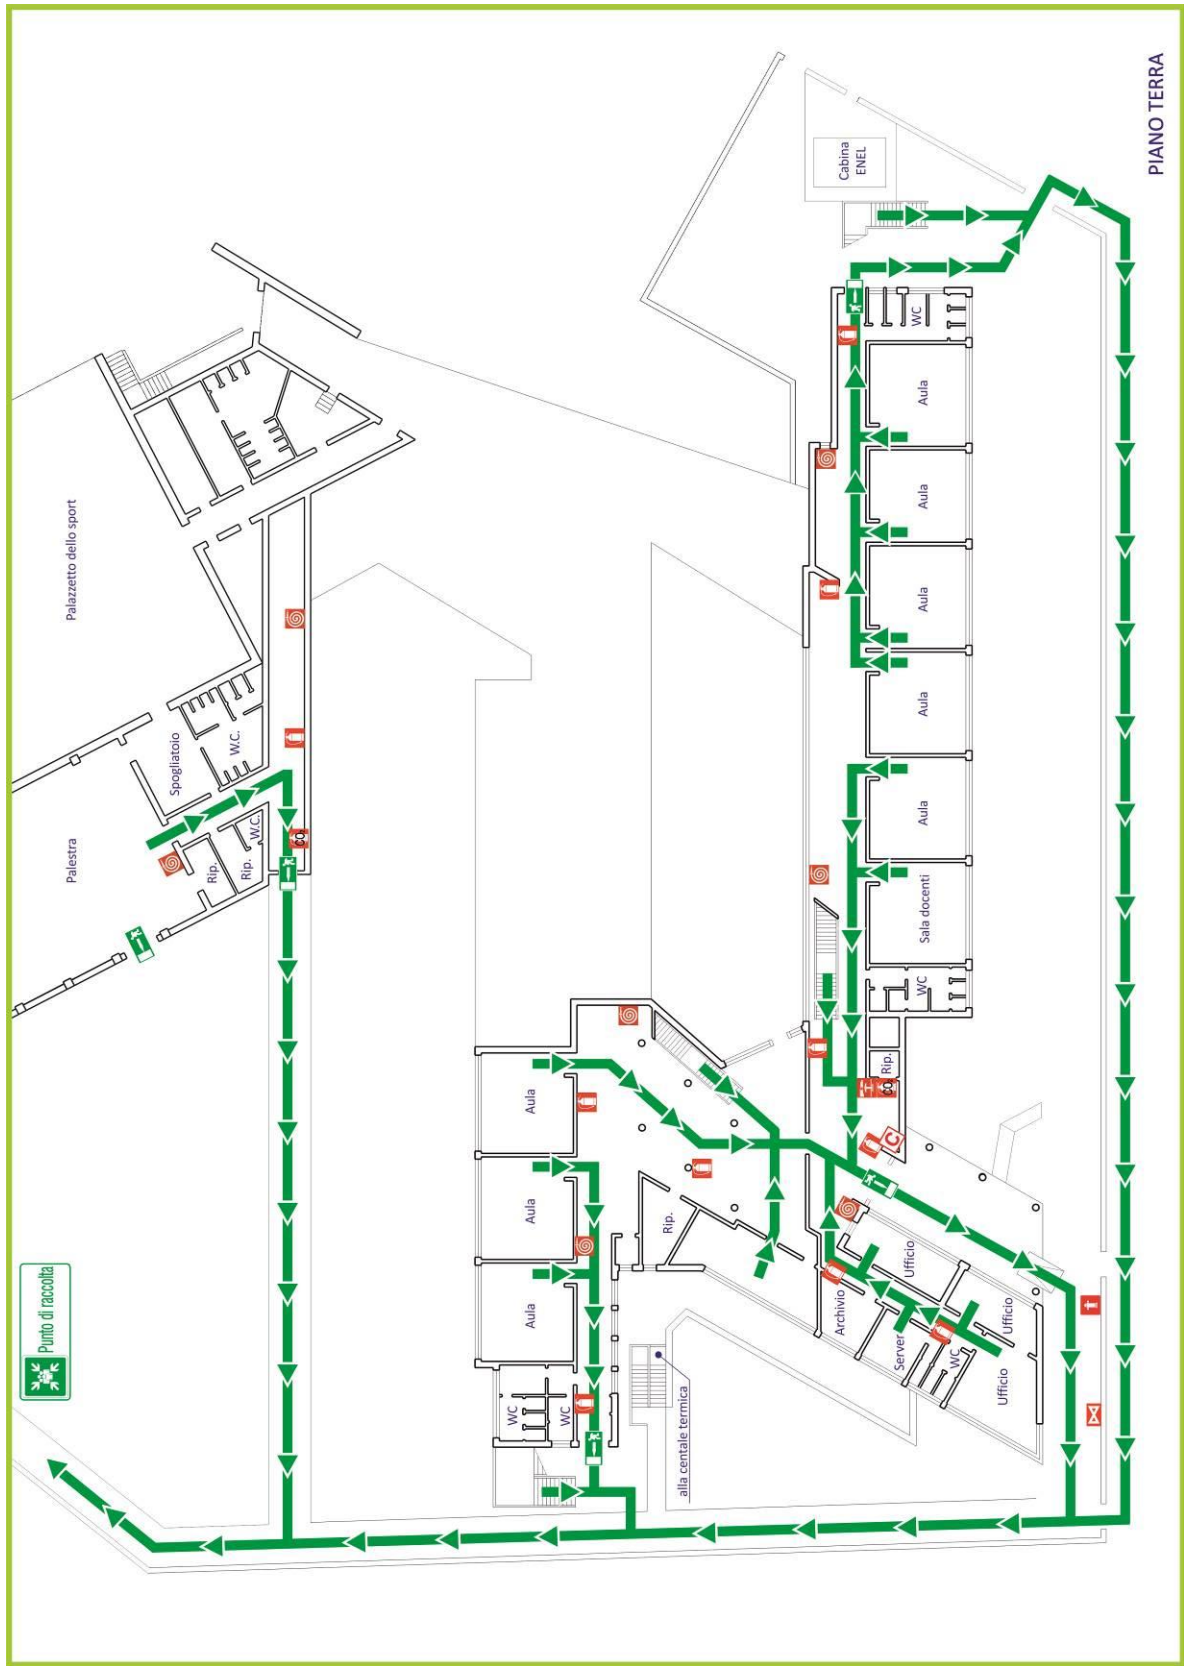 PIANO TERRA
Cabina
ENEL
WC
Aula
Aula
Aula
Aula
Aula
Sala docenti
WC
Rip.
CO₂
C
Palazzetto dello sport
Palestra
Spogliatoio
W.C.
W.C.
Rip.
Rip.
CO₂
Aula
Aula
Aula
WC
WC
Rip.
Archivio
Server
WC
Ufficio
Ufficio
Ufficio
alla centale termica
Punto di raccolta